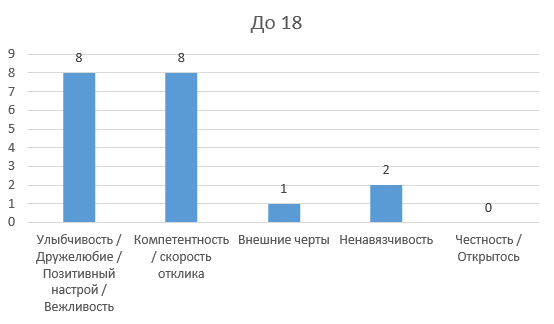 До 18
9
8
7
6
5
4
3
2
1
0
8
8
1
2
0
Улыбчивость /
Дружелюбие /
Позитивный
настрой /
Вежливость
Компетентность
/ скорость
отклика
Внешние черты
Ненавязчивость
Честность /
Открытось